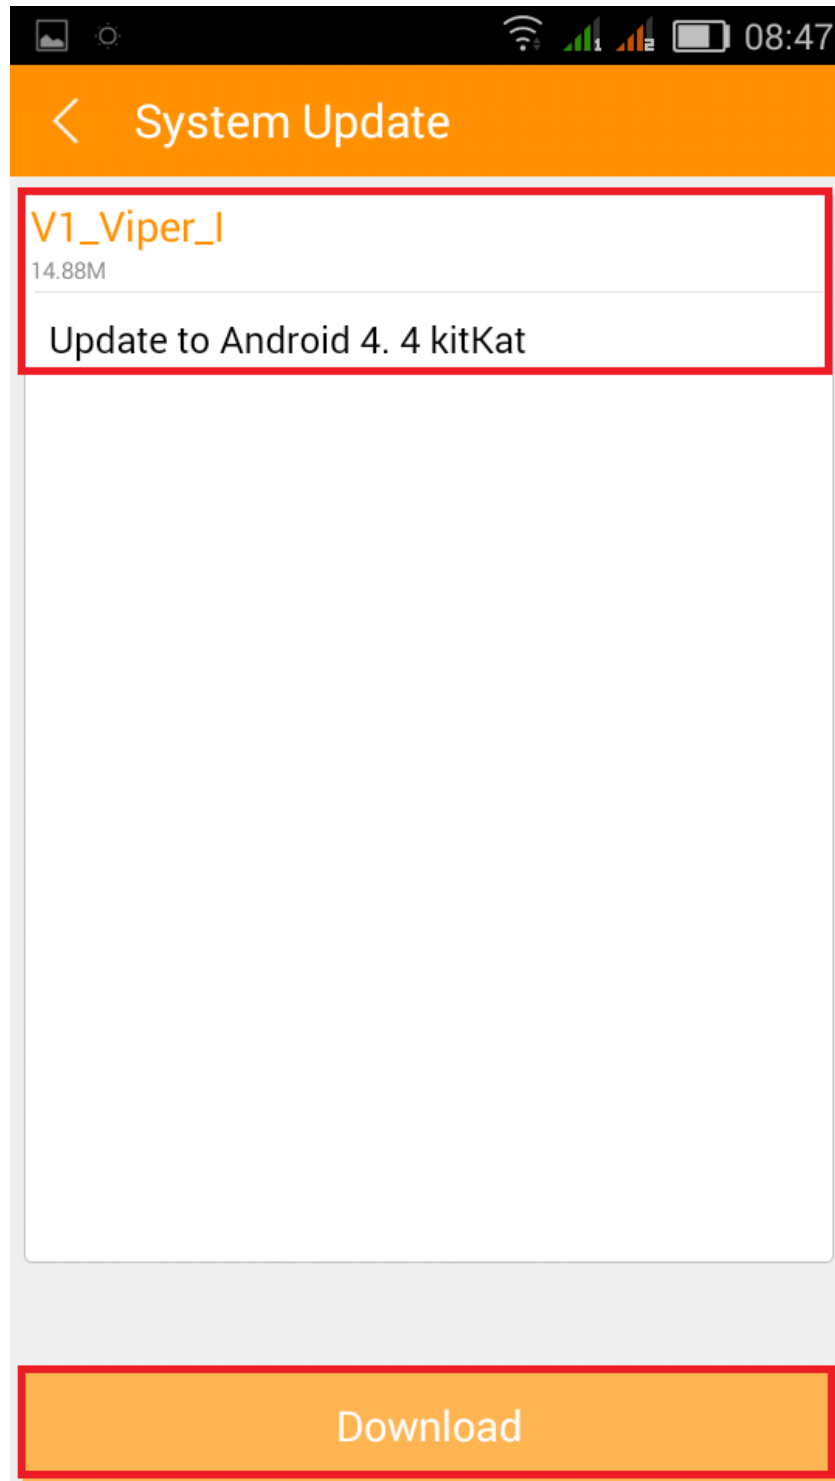 08:47
System Update
V1_Viper_I
14.88M
Update to Android 4. 4 kitKat
Download